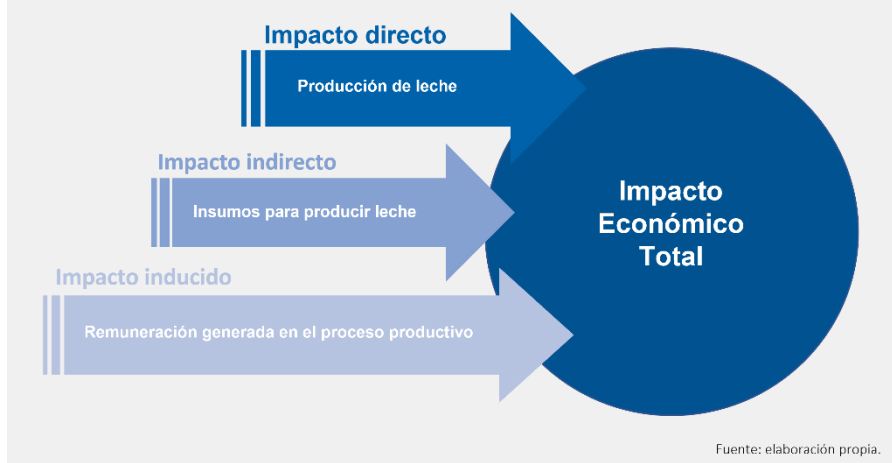 Impacto directo
Producción de leche
Impacto indirecto
Insumos para producir leche
Impacto inducido
Remuneración generada en el proceso productivo
Impacto
Económico
Total
Fuente: elaboración propia.